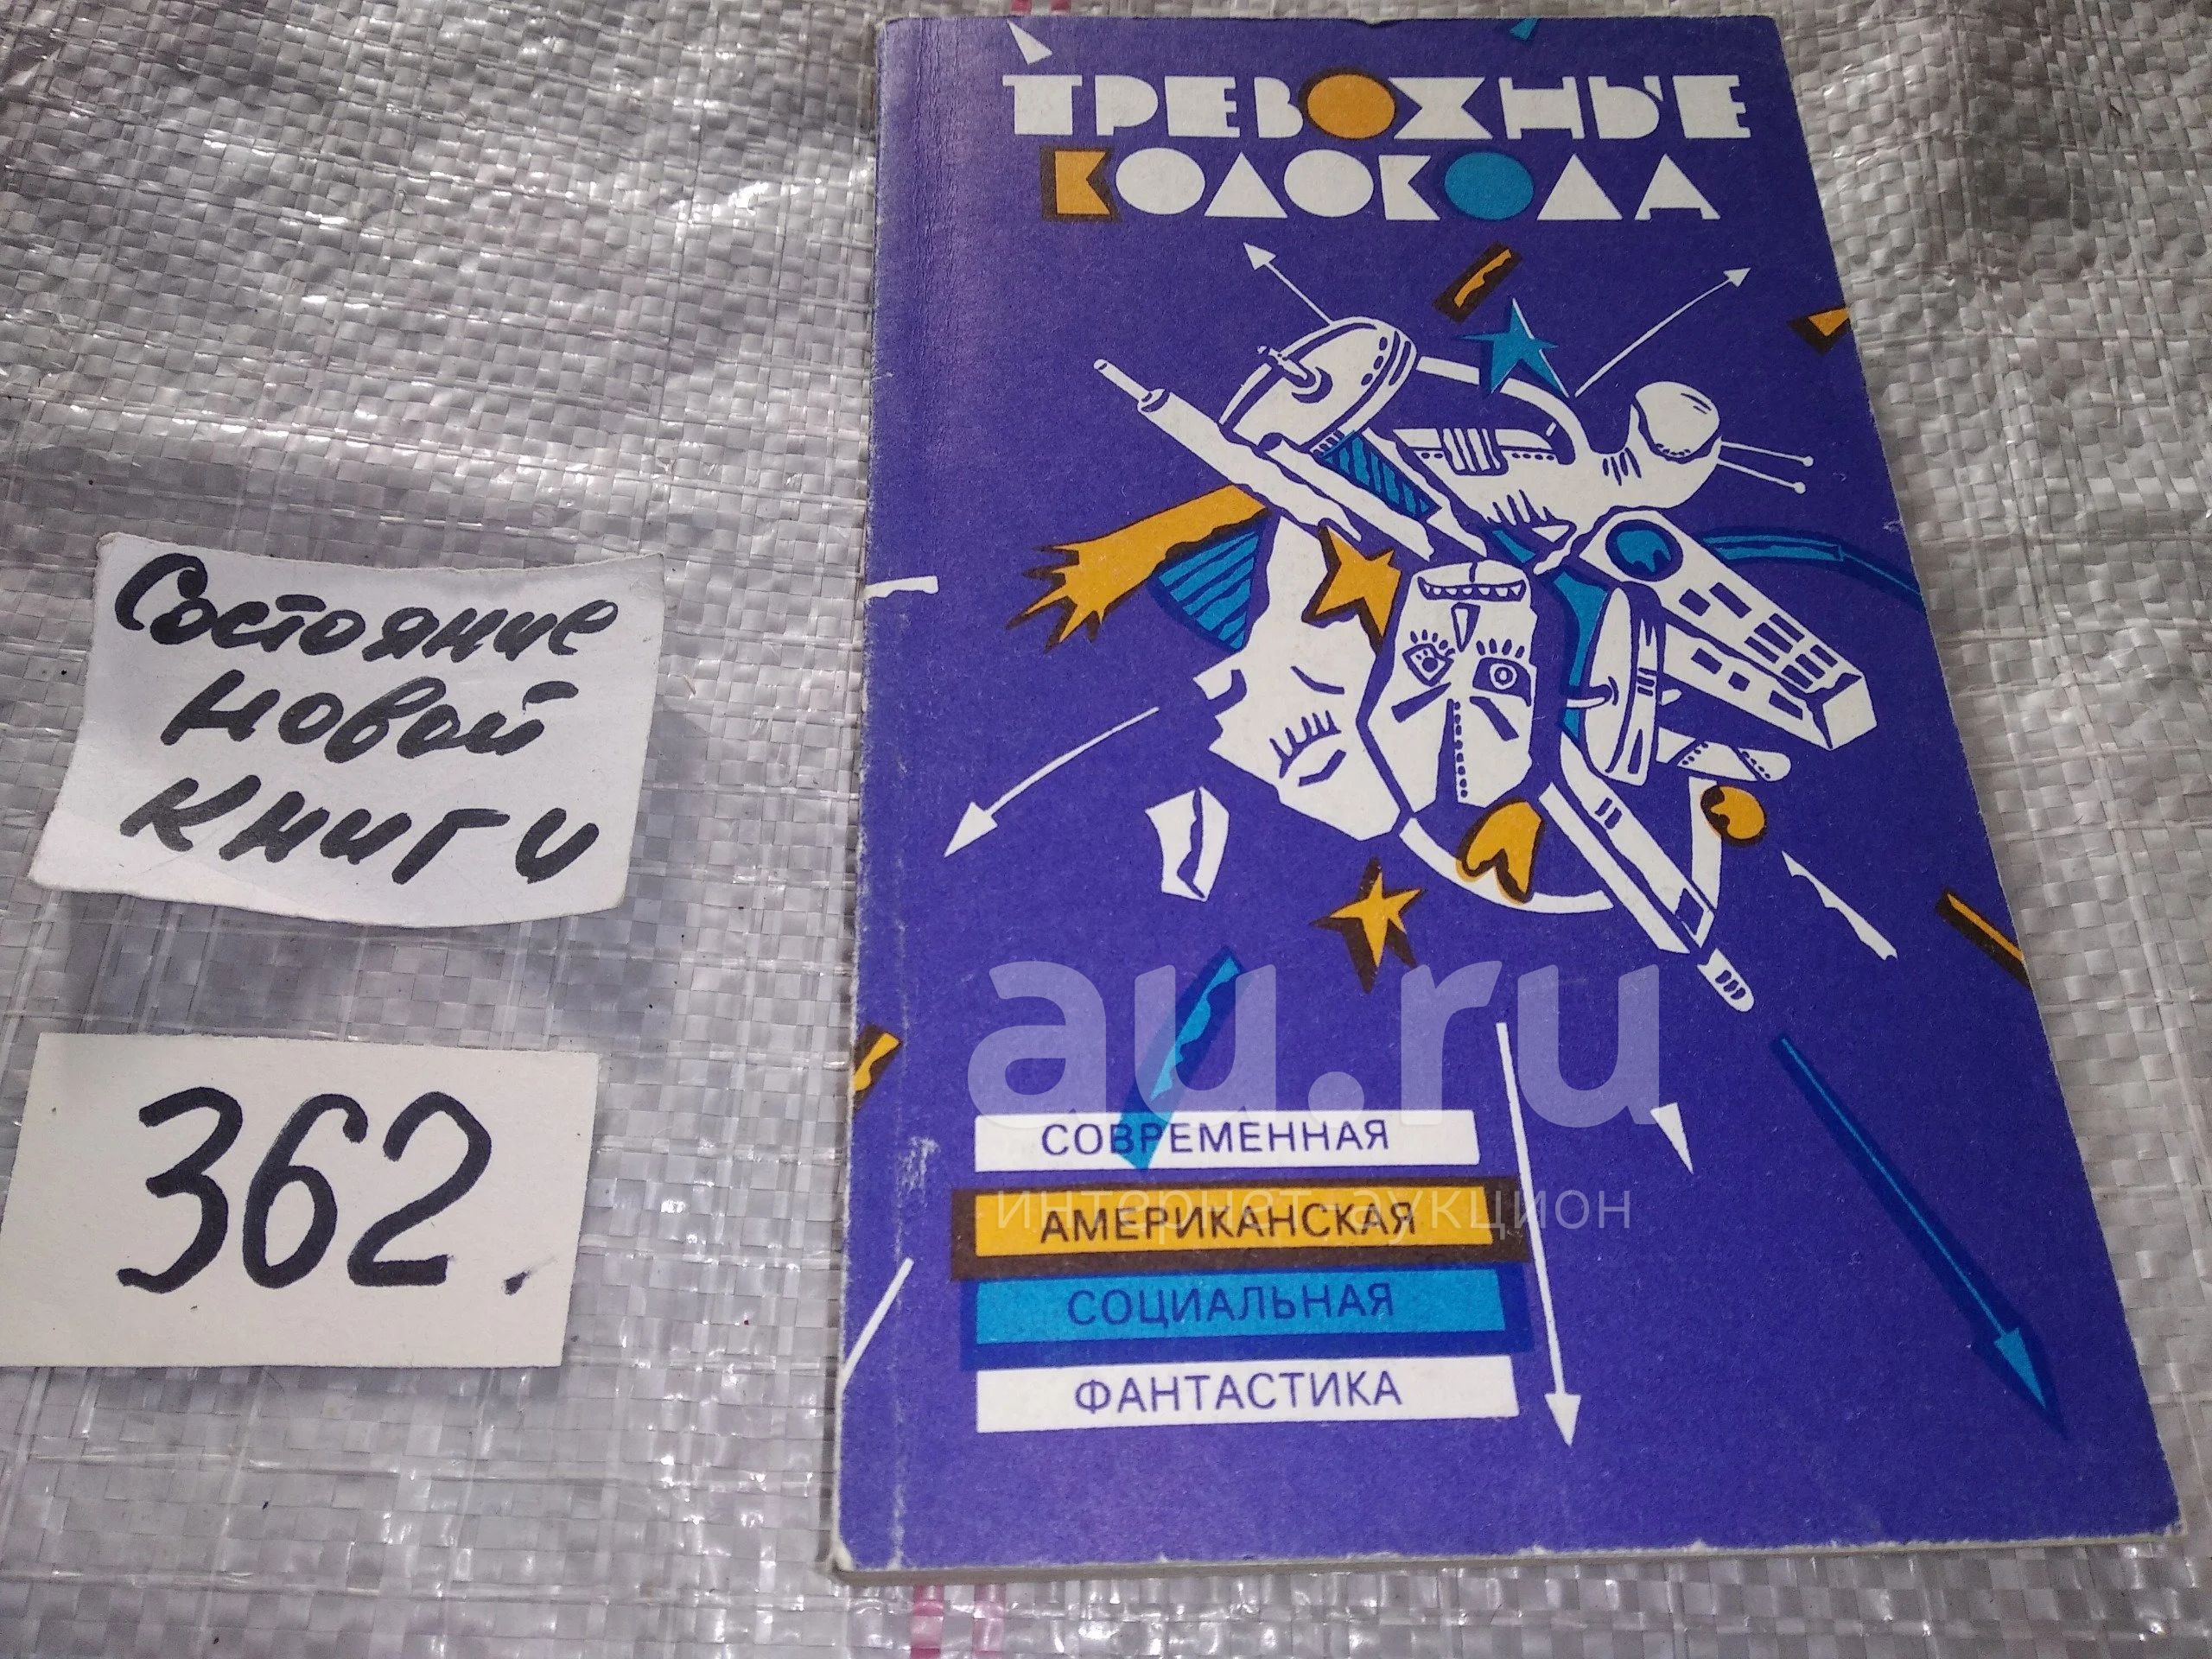 ТРЕВОЖНЫЕ
КОЛОКОЛА
Состояние
новой
книги
362.
au.ru
интернет-аукцион
СОВРЕМЕННАЯ
АМЕРИКАНСКАЯ
СОЦИАЛЬНАЯ
ФАНТАСТИКА